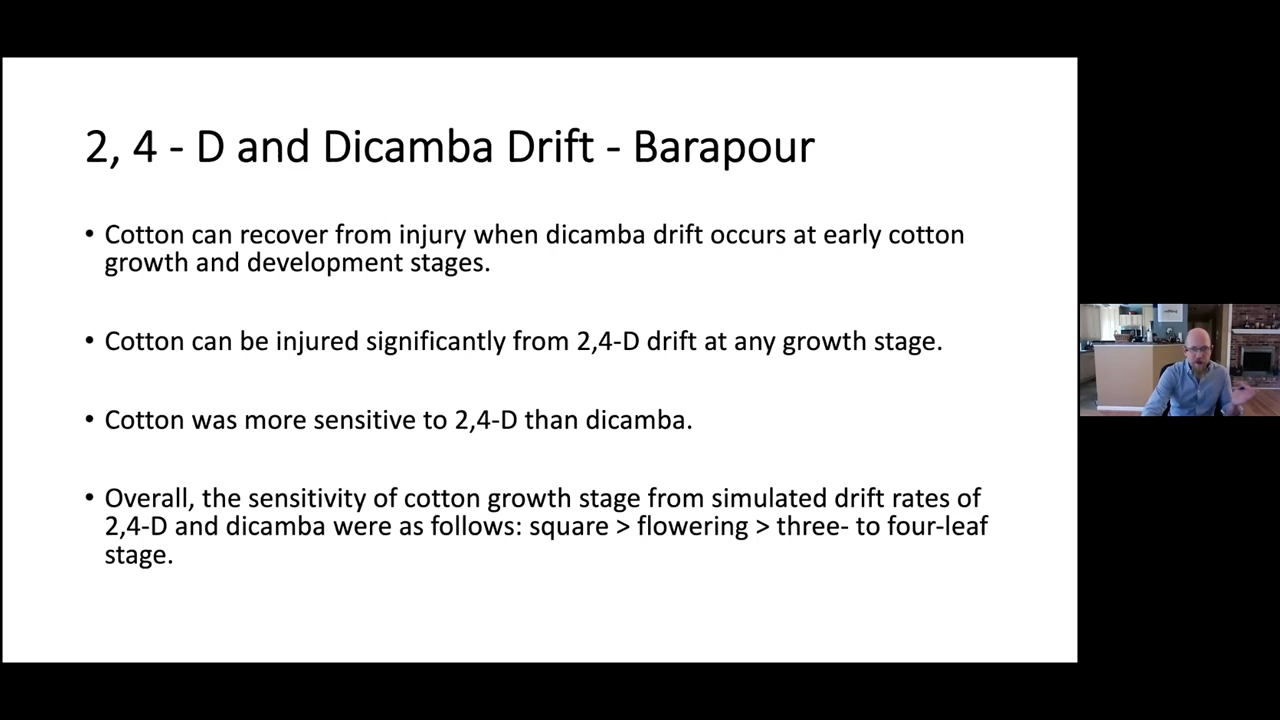 2, 4 - D and Dicamba Drift - Barapour
• Cotton can recover from injury when dicamba drift occurs at early cotton
growth and development stages.
• Cotton can be injured significantly from 2,4-D drift at any growth stage.
• Cotton was more sensitive to 2,4-D than dicamba.
• Overall, the sensitivity of cotton growth stage from simulated drift rates of
2,4-D and dicamba were as follows: square > flowering > three- to four-leaf
stage.